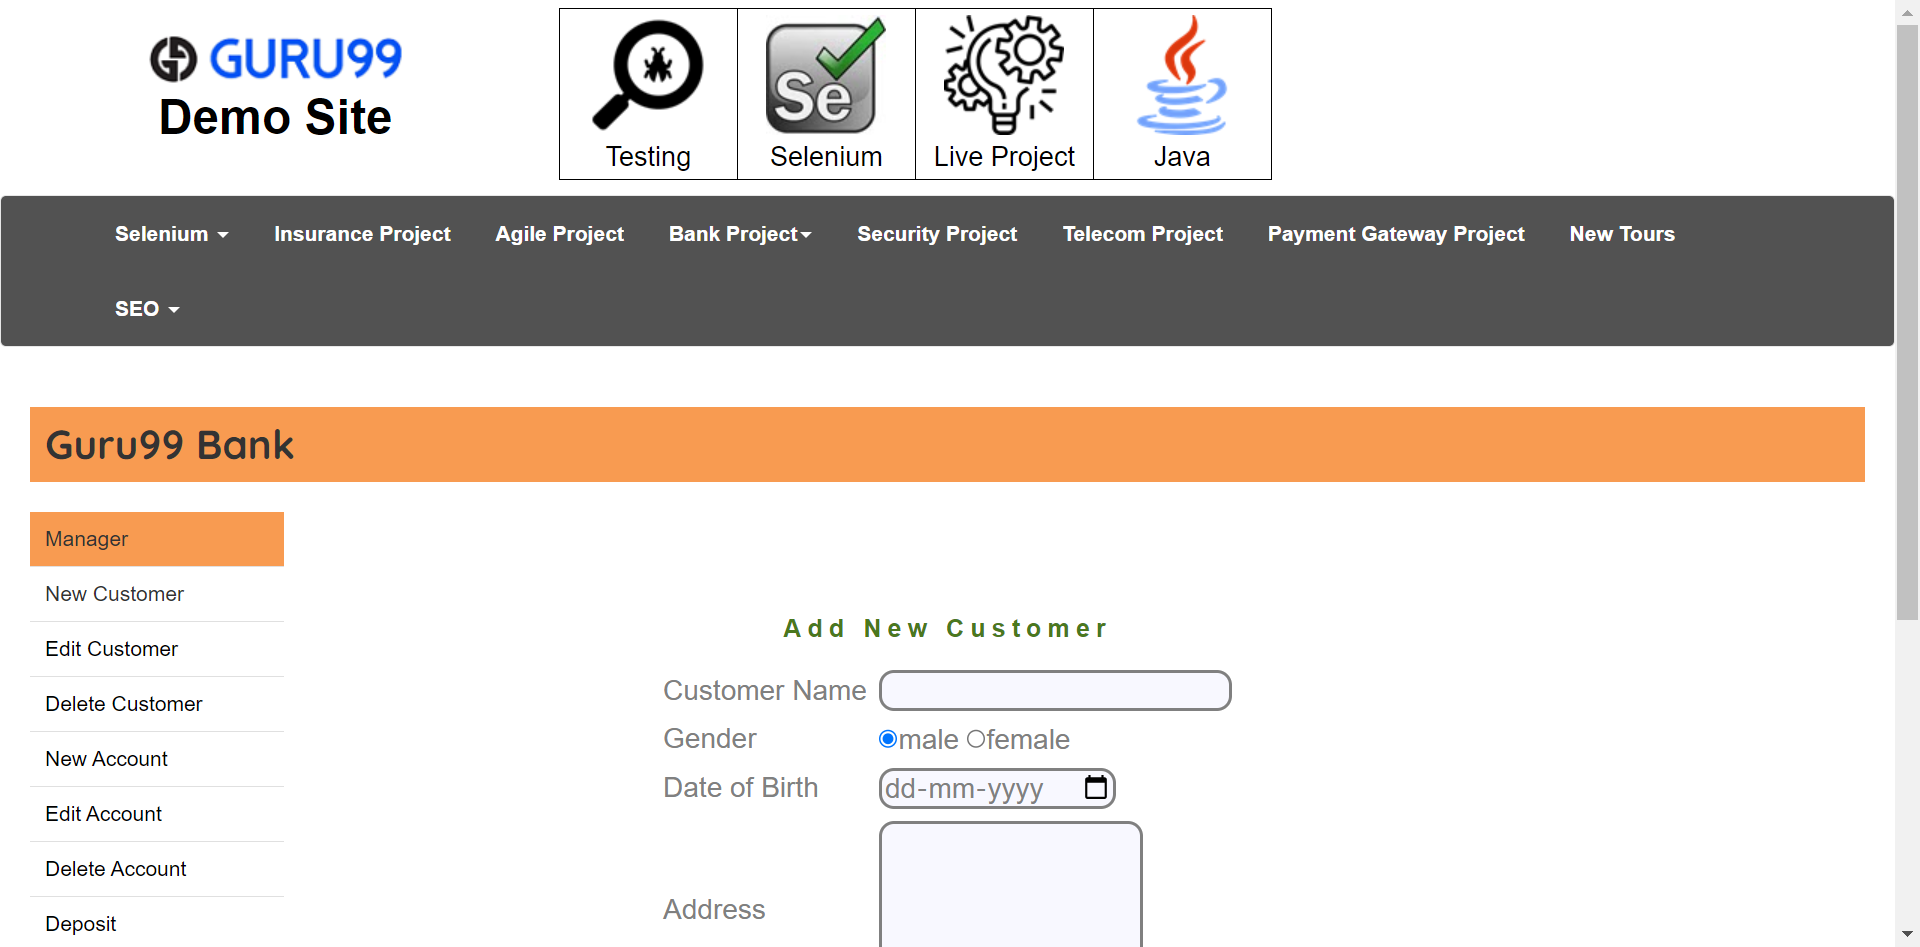 GURU99
Demo Site
Se
Testing
Selenium
Live Project
Java
Selenium
Insurance Project
Agile Project
Bank Project
Security Project
Telecom Project
Payment Gateway Project
New Tours
SEO
Guru99 Bank
Manager
New Customer
Edit Customer
Delete Customer
New Account
Edit Account
Delete Account
Deposit
Add New Customer
Customer Name
Gender
male
female
Date of Birth
dd-mm-yyyy
Address